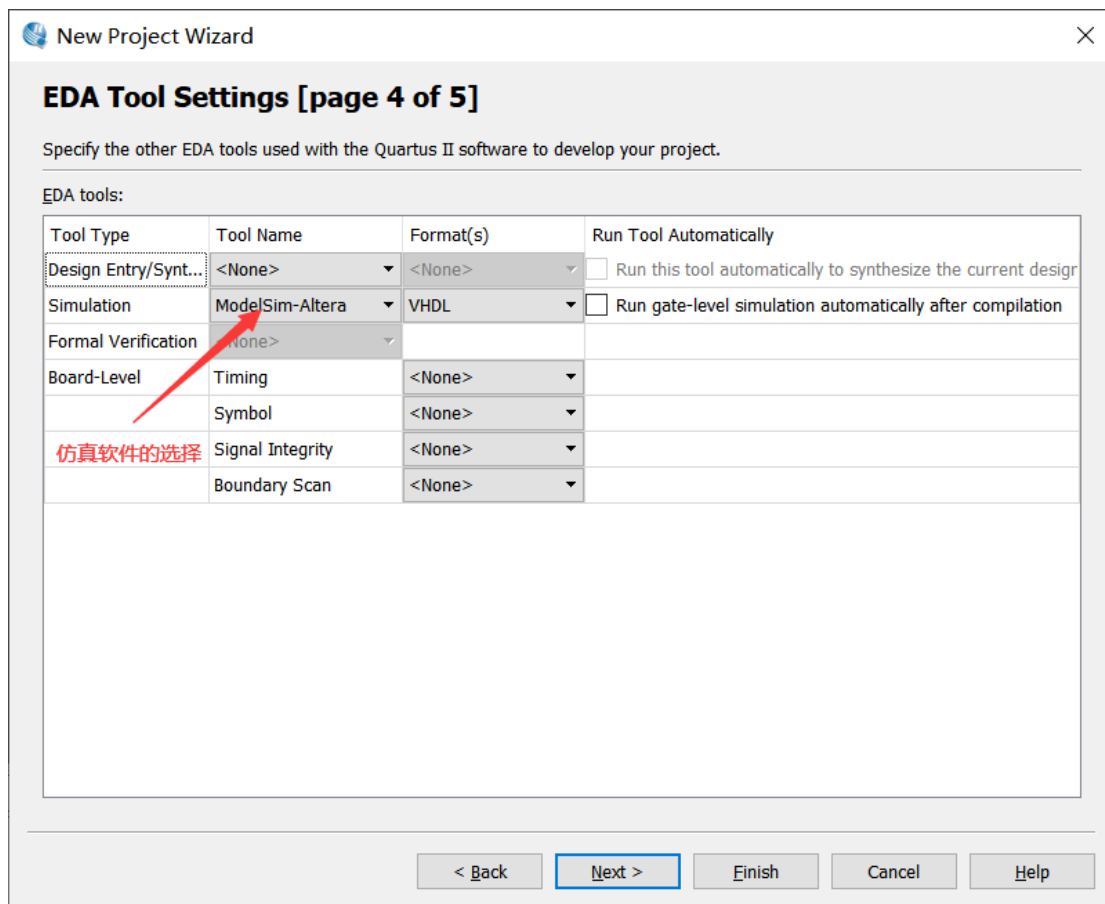 New Project Wizard
EDA Tool Settings [page 4 of 5]
Specify the other EDA tools used with the Quartus II software to develop your project.
EDA tools:
Tool Type Tool Name Format(s) Run Tool Automatically
Design Entry/Synt... <None> <None> Run this tool automatically to synthesize the current desigr
Simulation ModelSim-Altera VHDL Run gate-level simulation automatically after compilation
Formal Verification <None>
Board-Level Timing <None>
Symbol <None>
仿真软件的选择 Signal Integrity <None>
Boundary Scan <None>
< Back Next > Finish Cancel Help